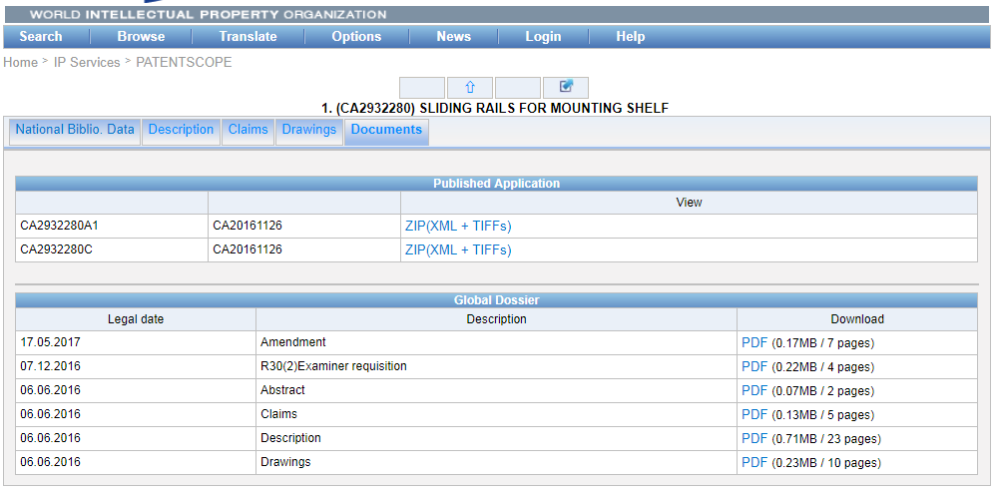 WORLD INTELLECTUAL PROPERTY ORGANIZATION
Search Browse Translate Options News Login Help
Home > IP Services > PATENTSCOPE
1. (CA2932280) SLIDING RAILS FOR MOUNTING SHELF
National Biblio. Data Description Claims Drawings Documents
Published Application
View
CA2932280A1 CA20161126 ZIP(XML + TIFFs)
CA2932280C CA20161126 ZIP(XML + TIFFs)
Global Dossier
Legal date Description Download
17.05.2017 Amendment PDF (0.17MB / 7 pages)
07.12.2016 R30(2)Examiner requisition PDF (0.22MB / 4 pages)
06.06.2016 Abstract PDF (0.07MB / 2 pages)
06.06.2016 Claims PDF (0.13MB / 5 pages)
06.06.2016 Description PDF (0.71MB / 23 pages)
06.06.2016 Drawings PDF (0.23MB / 10 pages)